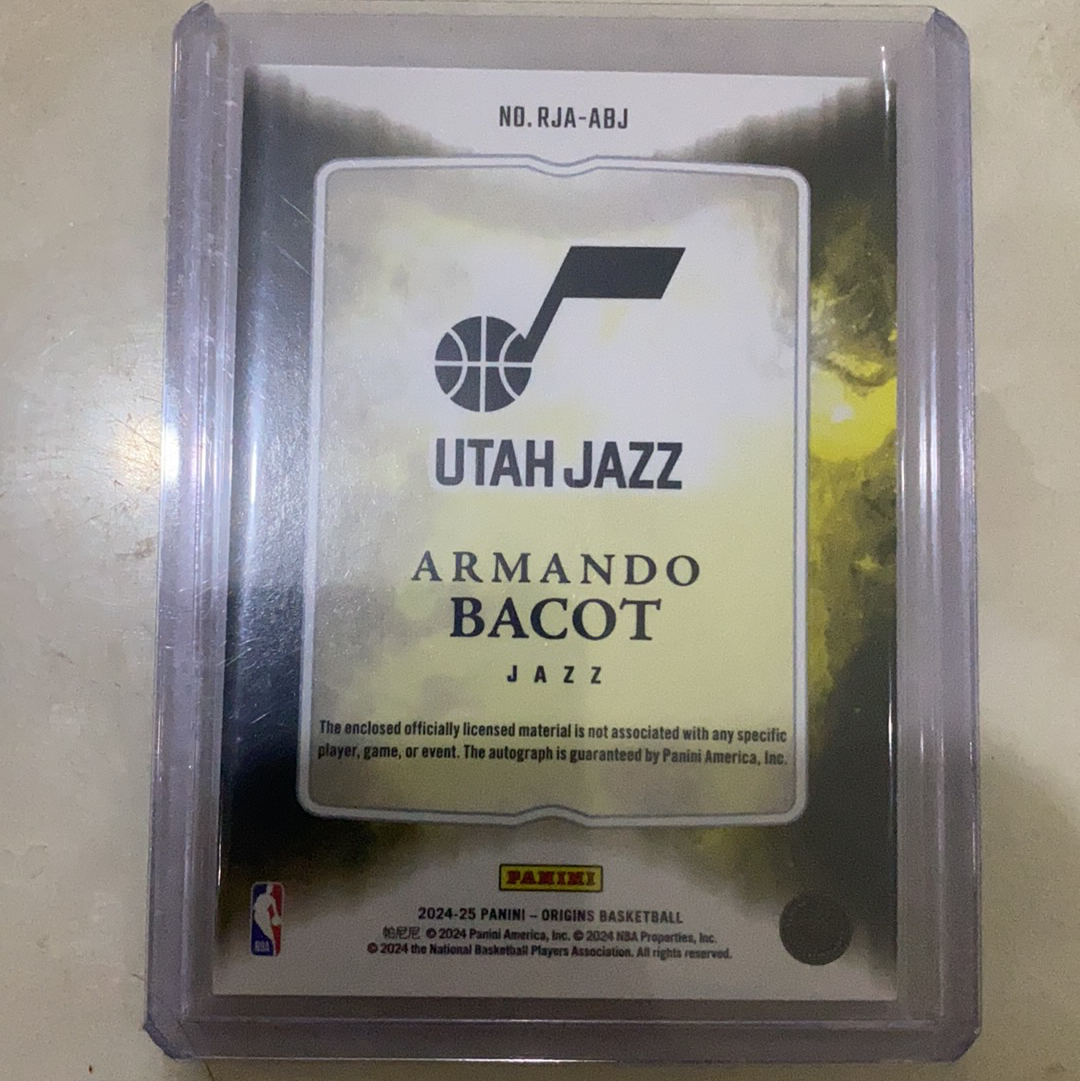 NO. RJA-ABJ
UTAH JAZZ
ARMANDO
BACOT
JAZZ
The enclosed officially licensed material is not associated with any specific
player, game, or event. The autograph is guaranteed by Panini America, Inc.
PANINI
2024-25 PANINI – ORIGINS BASKETBALL
帕尼尼 © 2024 Panini America, Inc. © 2024 NBA Properties, Inc.
© 2024 the National Basketball Players Association. All rights reserved.
NBA